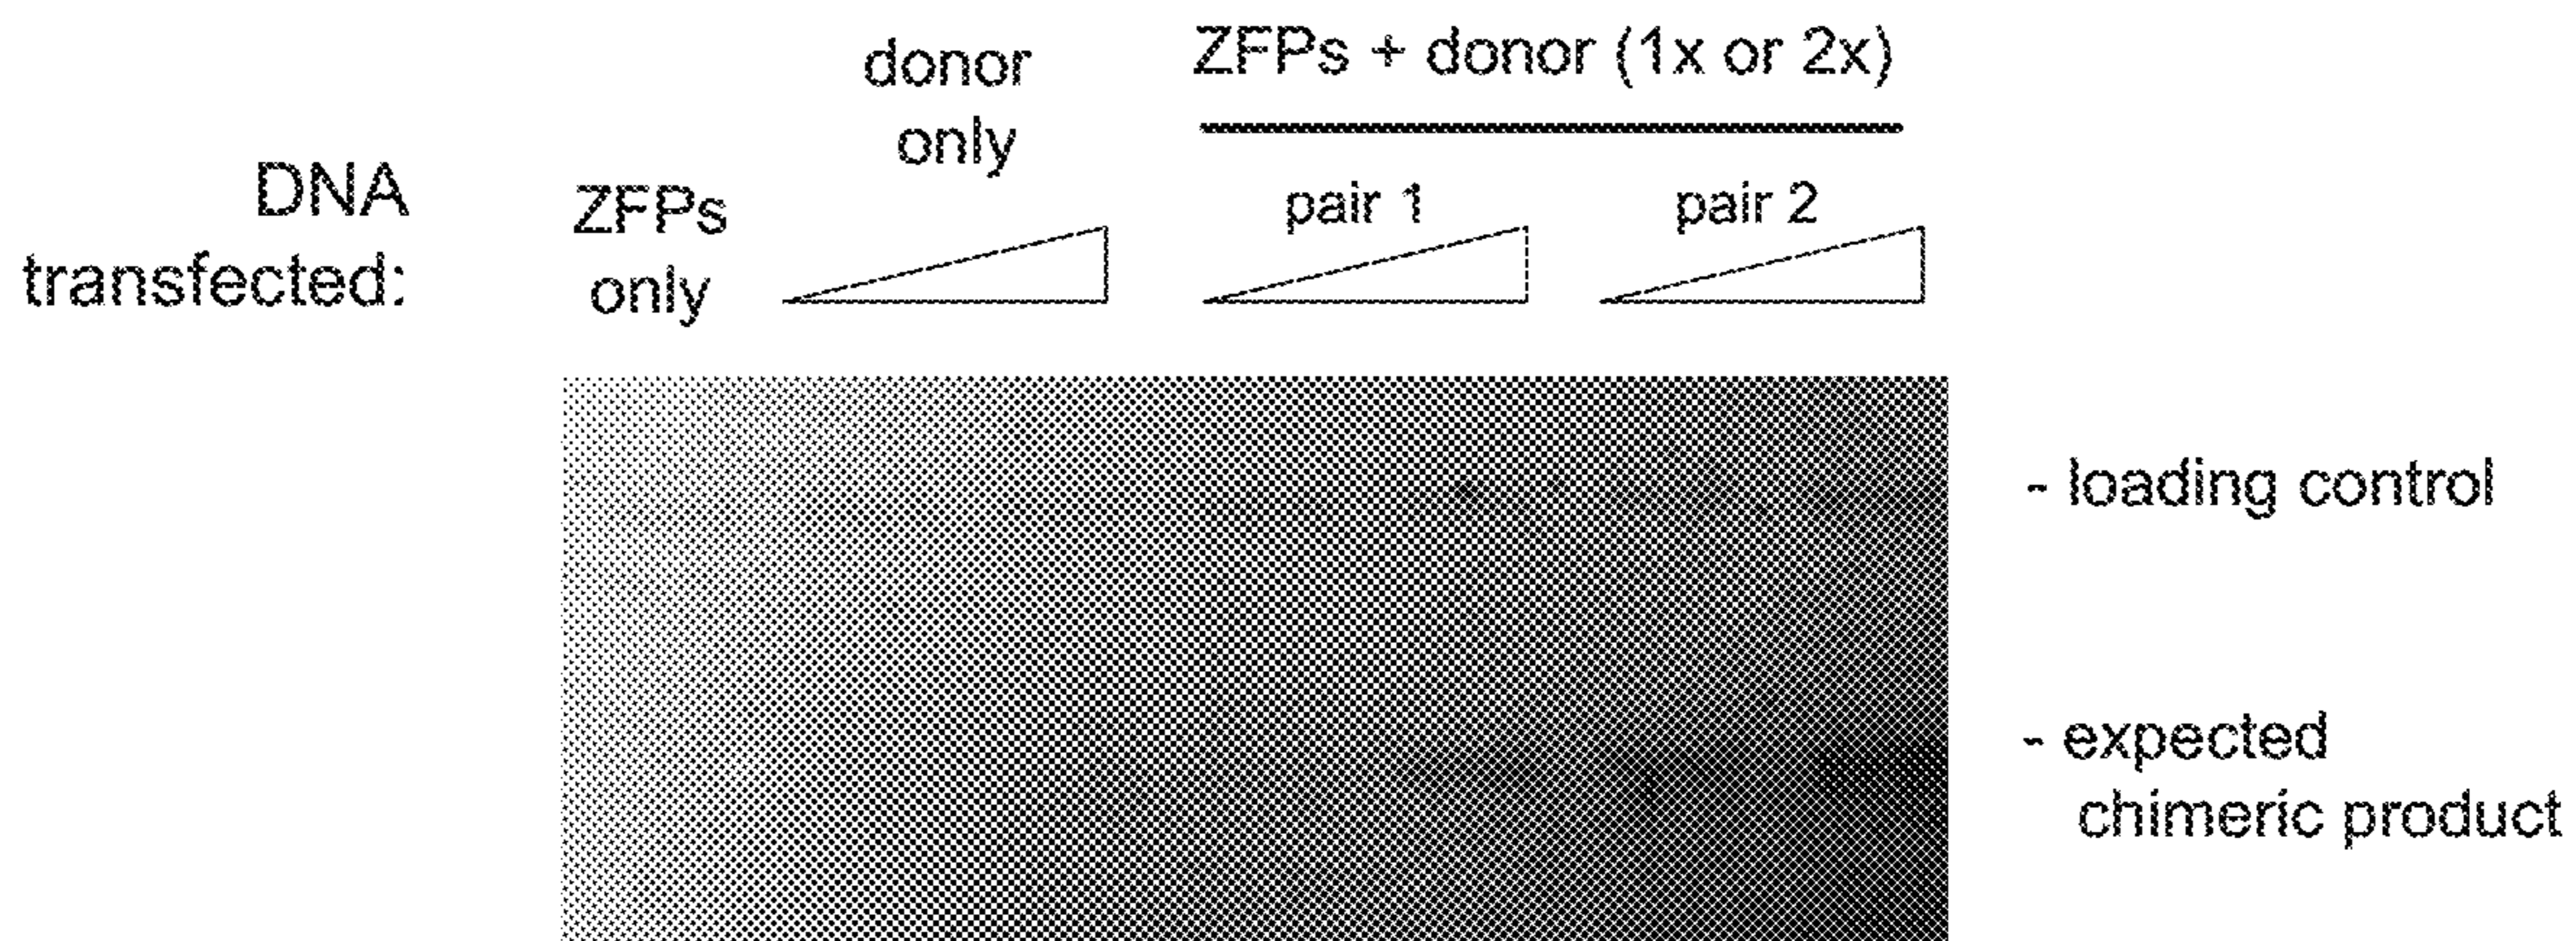 DNA
transfected:
ZFPs
only
donor
only
ZFPs + donor (1x or 2x)
pair 1
pair 2
- loading control
- expected
chimeric product